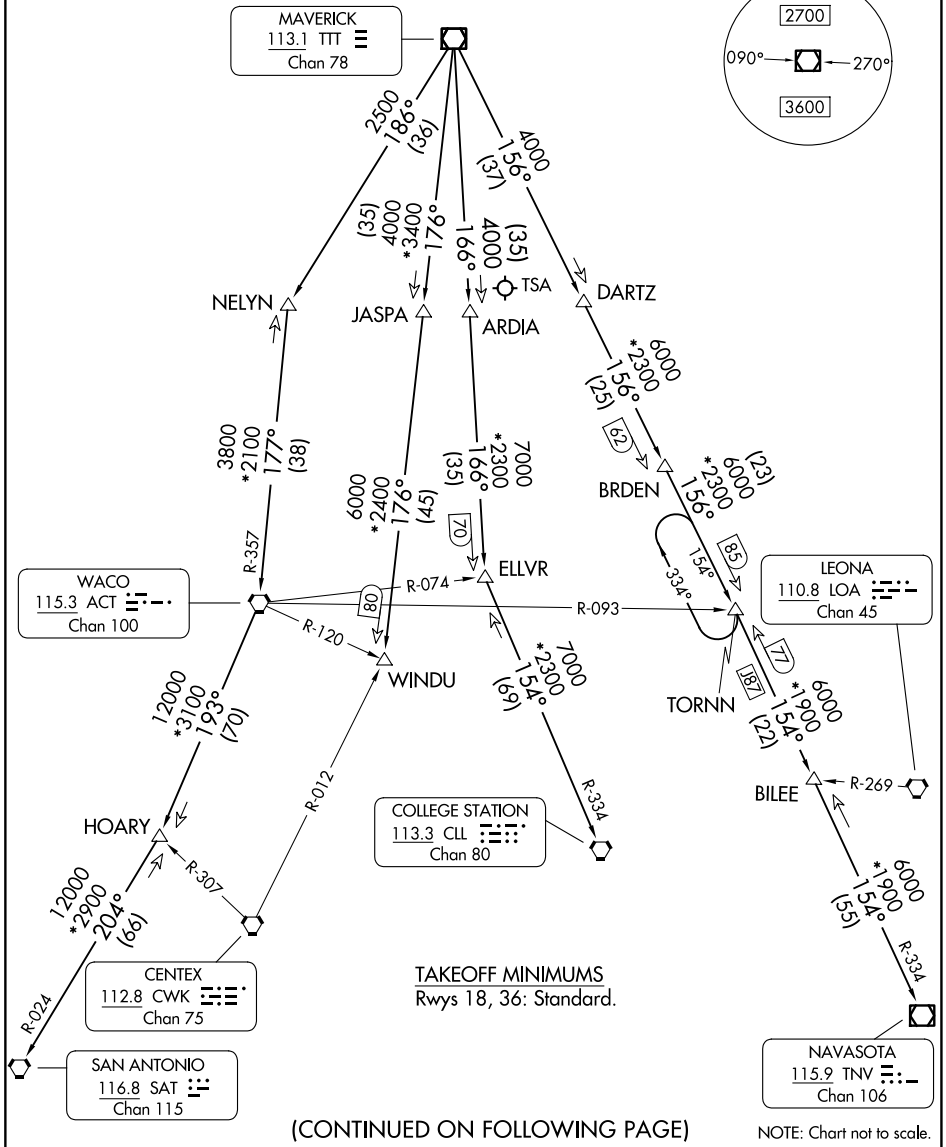 MAVERICK
113.1 TTT
Chan 78
2700
090°
270°
3600
2500
186°
(36)
(35)
4000
*3400
176°
(35)
4000
166°
4000
156°
(37)
TSA
NELYN
JASPA
ARDIA
DARTZ
6000
*2300
156°
(25)
62
BRDEN
3800
*2100
177°
(38)
6000
*2400
176°
(45)
7000
*2300
166°
(35)
70
(23)
6000
*2300
156°
154°
334°
85
R-357
WACO
115.3 ACT
Chan 100
R-074
ELLVR
R-093
R-120
80
WINDU
LEONA
110.8 LOA
Chan 45
TORNN
77
J87
6000
*1900
154°
(22)
7000
*2300
154°
(69)
12000
*3100
193°
(70)
R-012
BILEE
R-269
HOARY
R-307
COLLEGE STATION
113.3 CLL
Chan 80
R-334
12000
*2900
204°
(66)
R-024
6000
*1900
154°
(55)
R-334
CENTEX
112.8 CWK
Chan 75
TAKEOFF MINIMUMS
Rwys 18, 36: Standard.
SAN ANTONIO
116.8 SAT
Chan 115
NAVASOTA
115.9 TNV
Chan 106
(CONTINUED ON FOLLOWING PAGE)
NOTE: Chart not to scale.